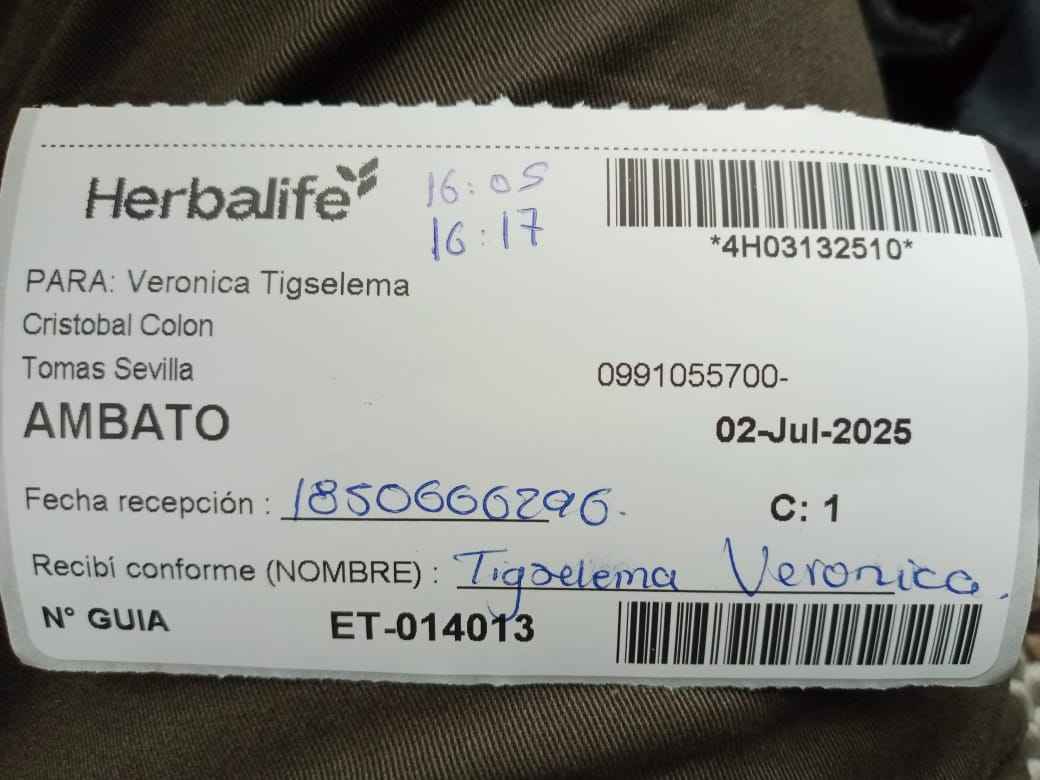 Herbalife
16:05
16:17
*4H03132510*
PARA: Veronica Tigselema
Cristobal Colon
Tomas Sevilla
0991055700-
AMBATO
02-Jul-2025
Fecha recepción : 1850666296.
C: 1
Recibí conforme (NOMBRE) : Tigselema Veronica.
N° GUIA ET-014013